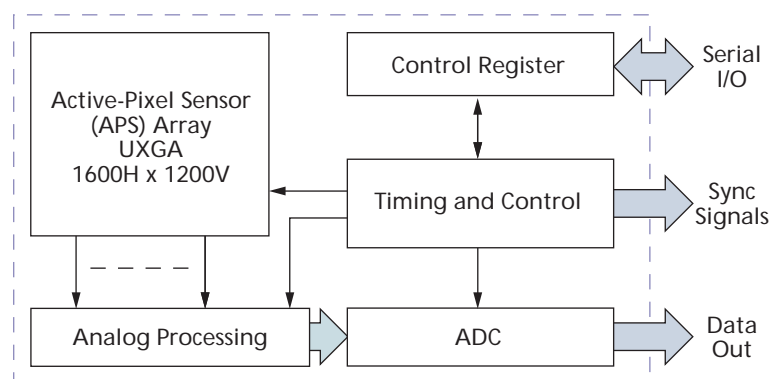 Active-Pixel Sensor
(APS) Array
UXGA
1600H x 1200V
Control Register
Serial
I/O
Timing and Control
Sync
Signals
Analog Processing
ADC
Data
Out